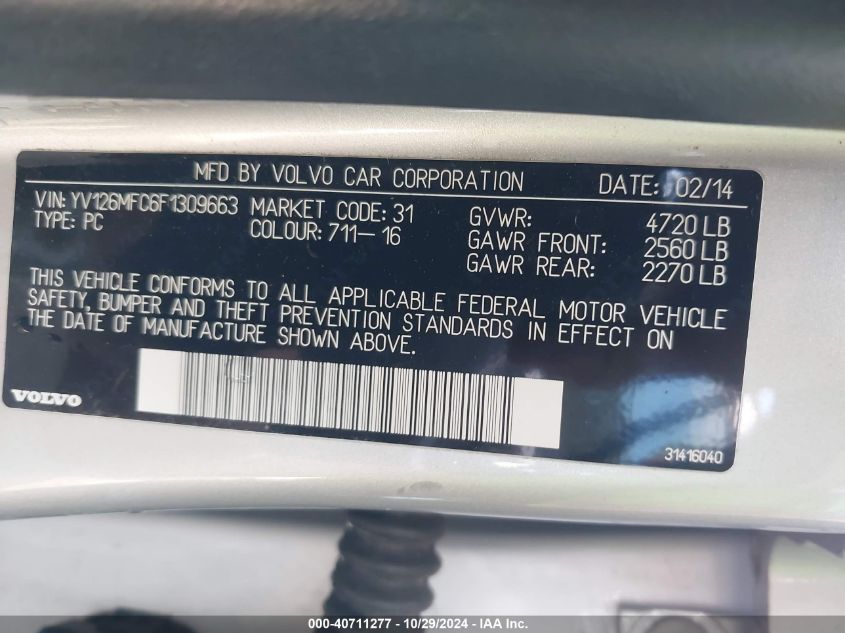 MFD BY VOLVO CAR CORPORATION DATE: 02/14
VIN: YV126MFC6F1309663 MARKET CODE: 31 GVWR: 4720 LB
TYPE: PC COLOUR: 711-16 GAWR FRONT: 2560 LB
GAWR REAR: 2270 LB
THIS VEHICLE CONFORMS TO ALL APPLICABLE FEDERAL MOTOR VEHICLE
SAFETY, BUMPER AND THEFT PREVENTION STANDARDS IN EFFECT ON
THE DATE OF MANUFACTURE SHOWN ABOVE.
VOLVO
31416040
000-40711277 - 10/29/2024 - IAA Inc.